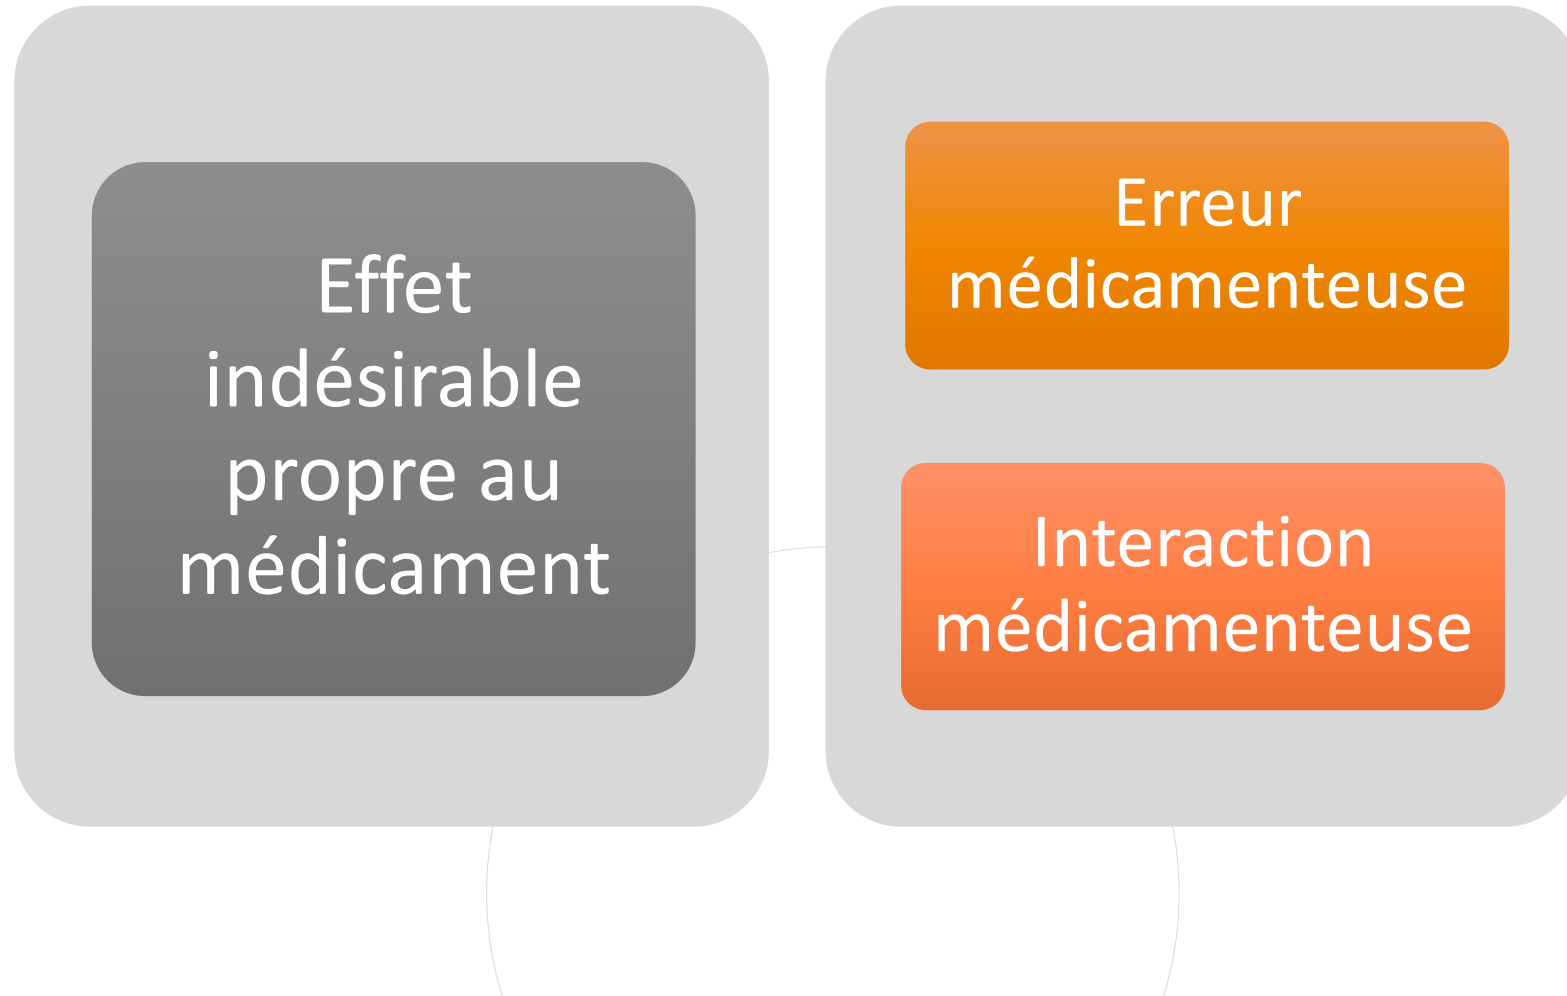 Effet
indésirable
propre au
médicament
Erreur
médicamenteuse
Interaction
médicamenteuse